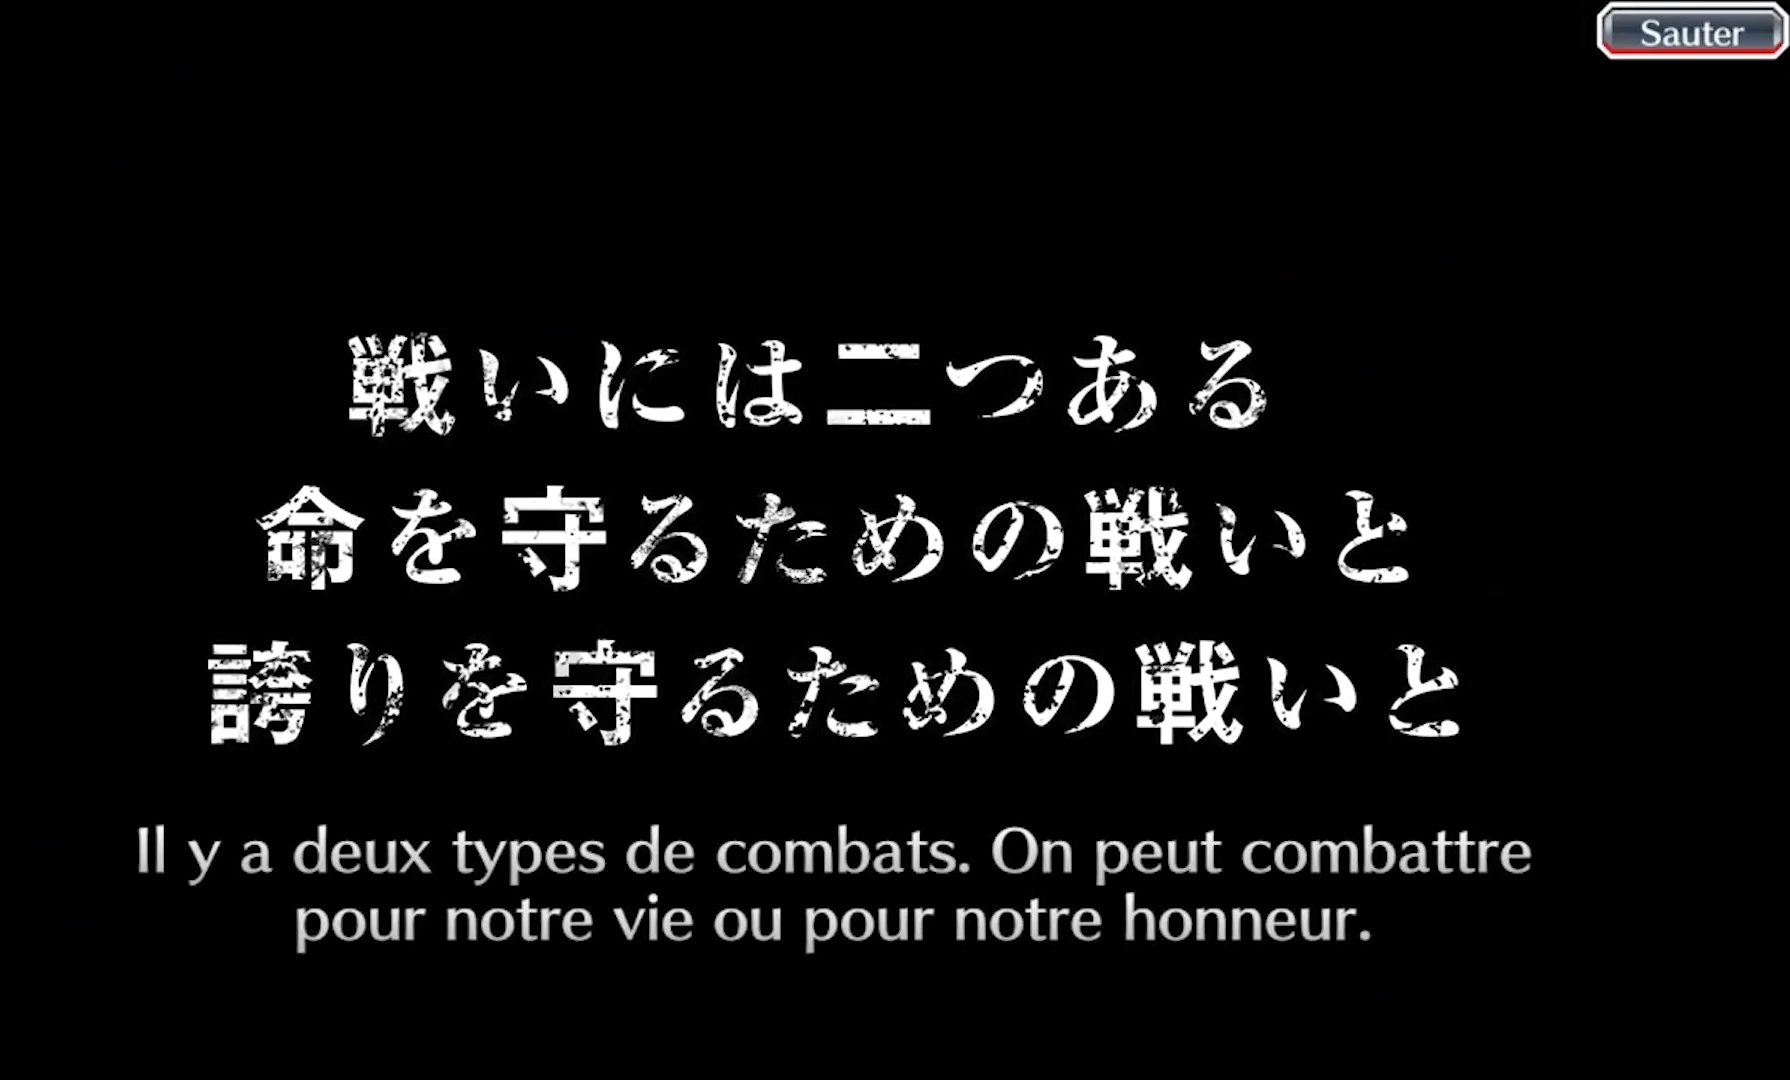 Sauter
戦いには二つある
命を守るための戦いと
誇りを守るための戦いと
Il y a deux types de combats. On peut combattre
pour notre vie ou pour notre honneur.